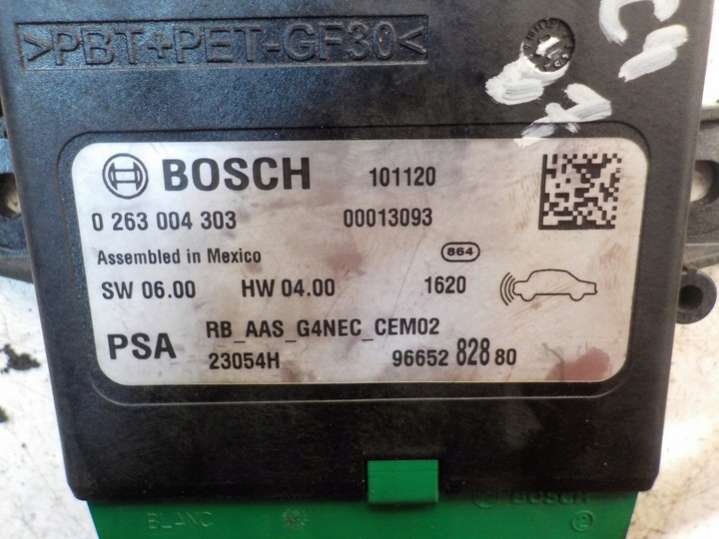 >PBT+PET-GF30<
C4
BOSCH 101120
0 263 004 303 00013093
Assembled in Mexico 864
SW 06.00 HW 04.00 1620
PSA RB_AAS_G4NEC_CEM02
23054H 96652 828 80
BOSCH
BLANC